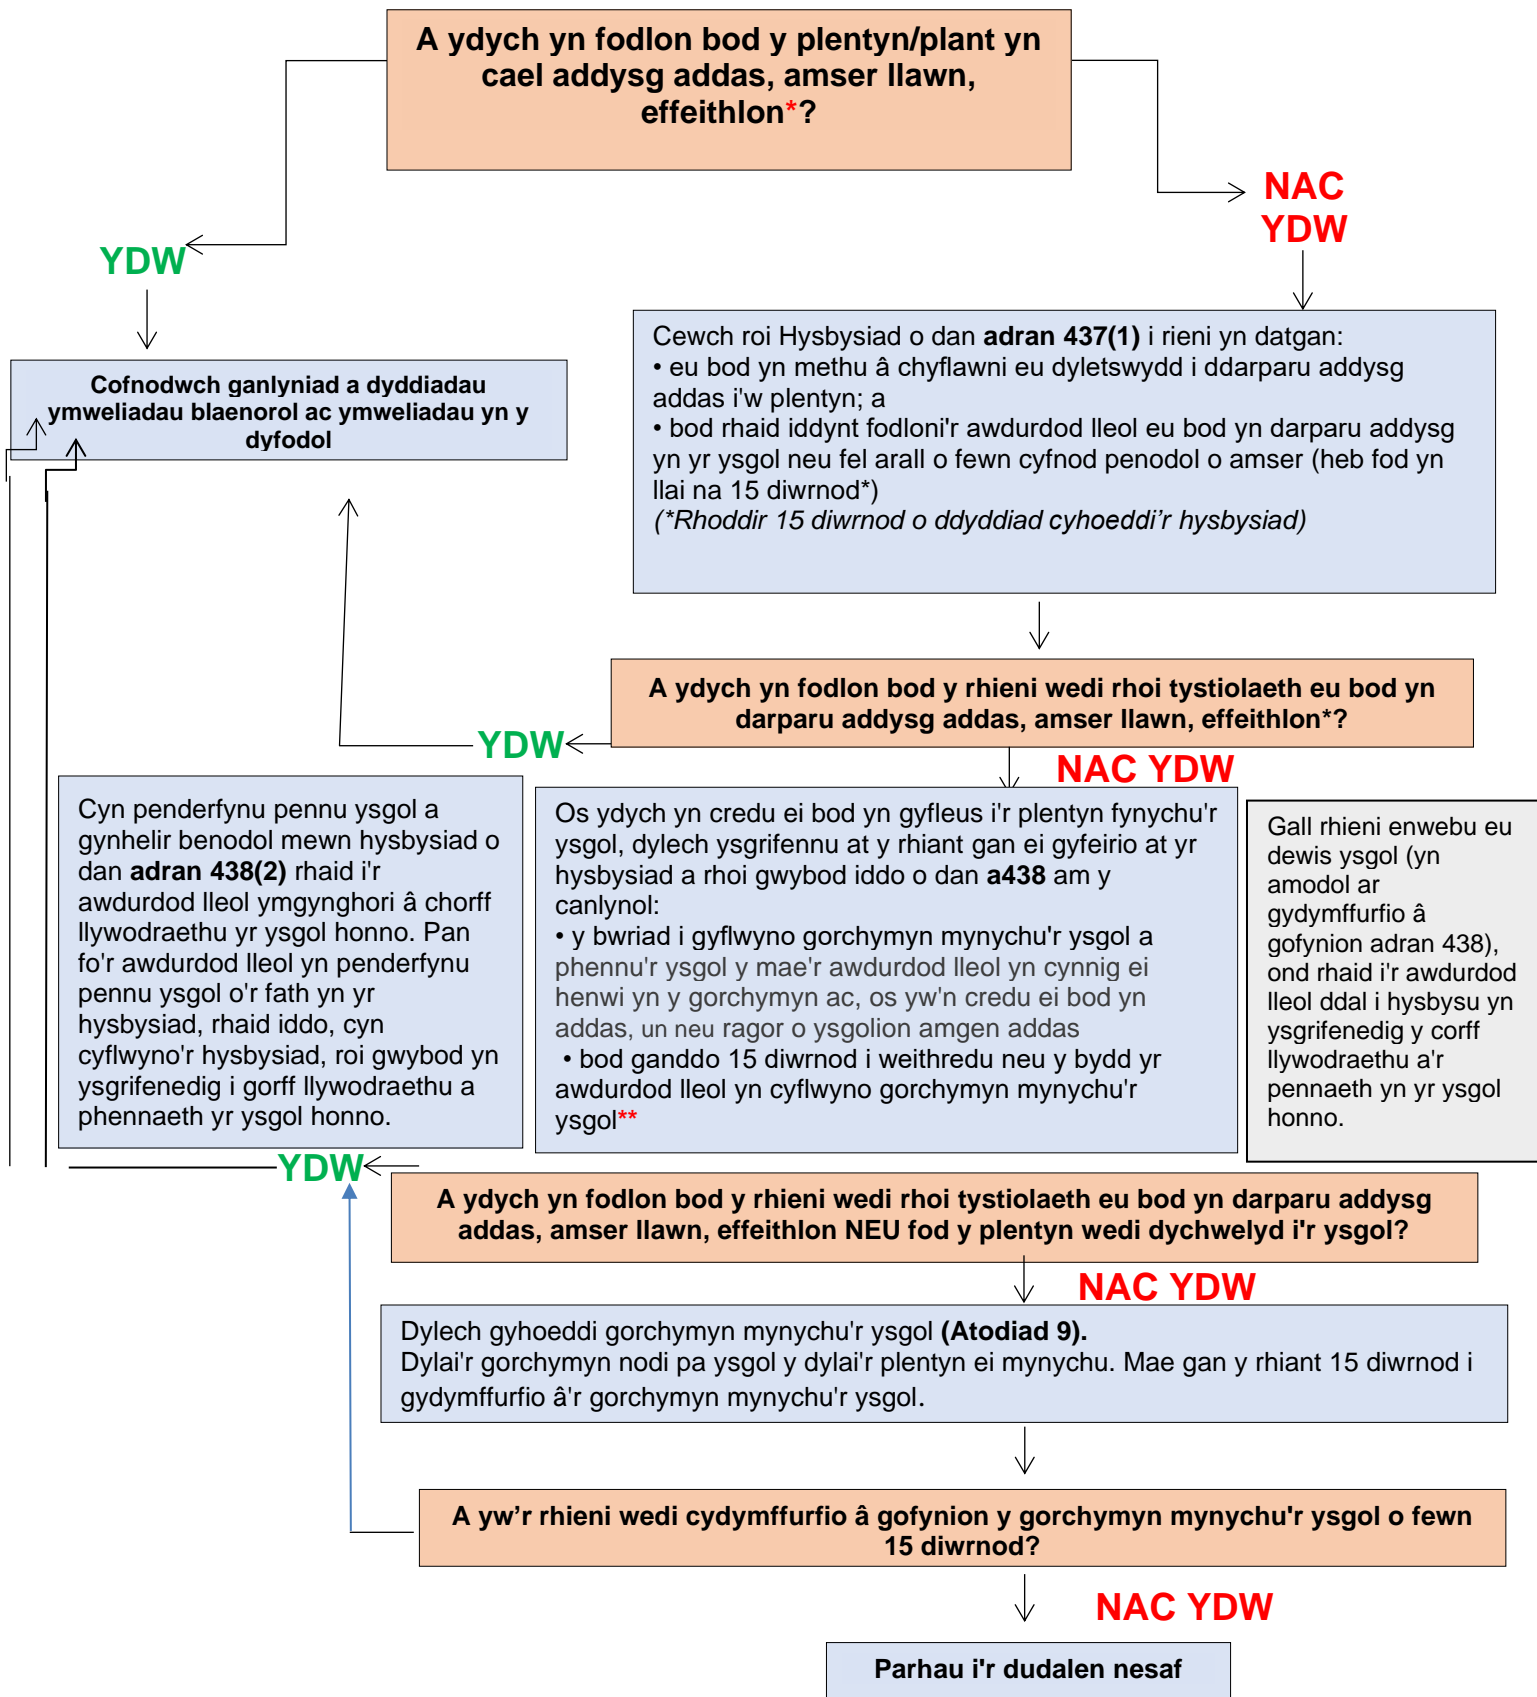 A ydych yn fodlon bod y plentyn/plant yn
cael addysg addas, amser llawn,
effeithlon*?
NAC
YDW
YDW
Cewch roi Hysbysiad o dan adran 437(1) i rieni yn datgan:
• eu bod yn methu â chyflawni eu dyletswydd i ddarparu addysg
addas i'w plentyn; a
• bod rhaid iddynt fodloni'r awdurdod lleol eu bod yn darparu addysg
yn yr ysgol neu fel arall o fewn cyfnod penodol o amser (heb fod yn
llai na 15 diwrnod*)
(*Rhoddir 15 diwrnod o ddyddiad cyhoeddi’r hysbysiad)
Cofnodwch ganlyniad a dyddiadau
ymweliadau blaenorol ac ymweliadau yn y
dyfodol
A ydych yn fodlon bod y rhieni wedi rhoi tystiolaeth eu bod yn
darparu addysg addas, amser llawn, effeithlon*?
YDW
NAC YDW
Cyn penderfynu pennu ysgol a
gynhelir benodol mewn hysbysiad o
dan adran 438(2) rhaid i'r
awdurdod lleol ymgynghori â chorff
llywodraethu yr ysgol honno. Pan
fo'r awdurdod lleol yn penderfynu
pennu ysgol o'r fath yn yr
hysbysiad, rhaid iddo, cyn
cyflwyno'r hysbysiad, roi gwybod yn
ysgrifenedig i gorff llywodraethu a
phennaeth yr ysgol honno.
Os ydych yn credu ei bod yn gyfleus i'r plentyn fynychu'r
ysgol, dylech ysgrifennu at y rhiant gan ei gyfeirio at yr
hysbysiad a rhoi gwybod iddo o dan a438 am y
canlynol:
• y bwriad i gyflwyno gorchymyn mynychu'r ysgol a
phennu'r ysgol y mae'r awdurdod lleol yn cynnig ei
henwi yn y gorchymyn ac, os yw'n credu ei bod yn
addas, un neu ragor o ysgolion amgen addas
• bod ganddo 15 diwrnod i weithredu neu y bydd yr
awdurdod lleol yn cyflwyno gorchymyn mynychu'r
ysgol**
Gall rhieni enwebu eu
dewis ysgol (yn
amodol ar
gydymffurfio â
gofynion adran 438),
ond rhaid i'r awdurdod
lleol ddal i hysbysu yn
ysgrifenedig y corff
llywodraethu a'r
pennaeth yn yr ysgol
honno.
YDW
A ydych yn fodlon bod y rhieni wedi rhoi tystiolaeth eu bod yn darparu addysg
addas, amser llawn, effeithlon NEU fod y plentyn wedi dychwelyd i'r ysgol?
NAC YDW
Dylech gyhoeddi gorchymyn mynychu'r ysgol (Atodiad 9).
Dylai'r gorchymyn nodi pa ysgol y dylai'r plentyn ei mynychu. Mae gan y rhiant 15 diwrnod i
gydymffurfio â'r gorchymyn mynychu'r ysgol.
A yw’r rhieni wedi cydymffurfio â gofynion y gorchymyn mynychu'r ysgol o fewn
15 diwrnod?
NAC YDW
Parhau i'r dudalen nesaf